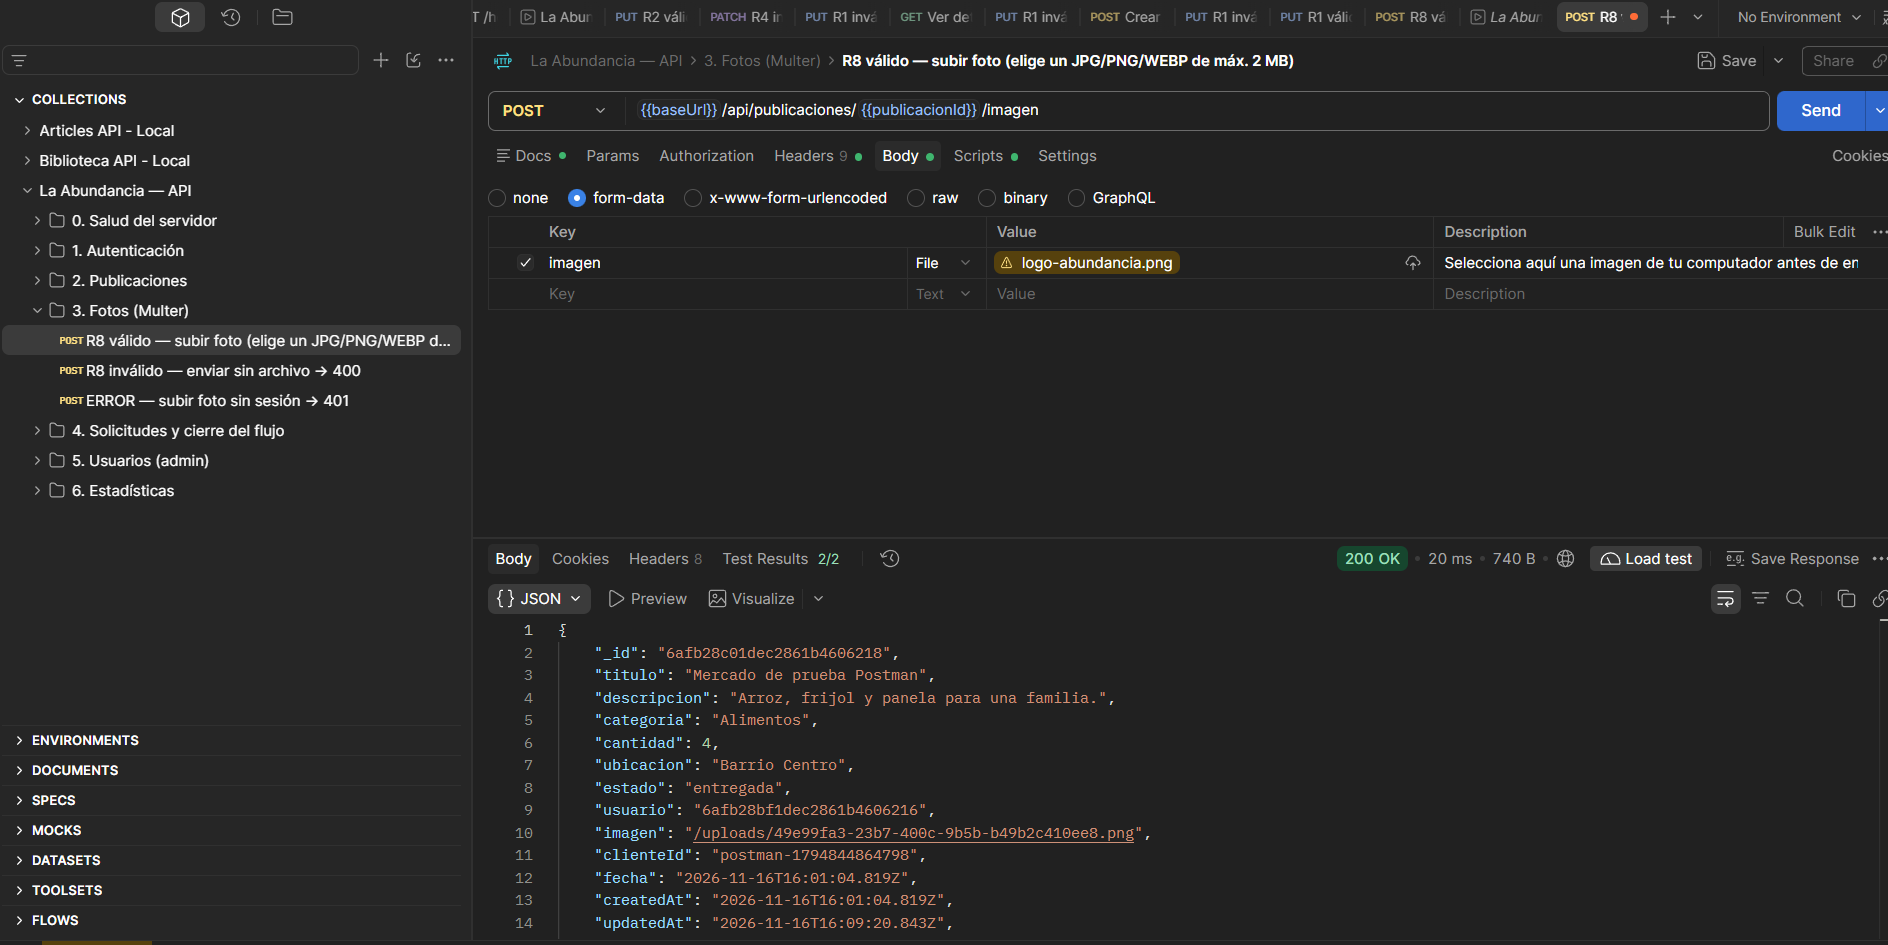 T /h
La Abun
PUT R2 váli
PATCH R4 i
PUT R1 invá
GET Ver de
PUT R1 invá
POST Crear
PUT R1 invá
PUT R1 váli
POST R8 vá
La Abun
POST R8
No Environment
La Abundancia — API > 3. Fotos (Multer) > R8 válido — subir foto (elige un JPG/PNG/WEBP de máx. 2 MB)
Save
Share
COLLECTIONS
Articles API - Local
Biblioteca API - Local
La Abundancia — API
0. Salud del servidor
1. Autenticación
2. Publicaciones
3. Fotos (Multer)
POST R8 válido — subir foto (elige un JPG/PNG/WEBP d...
POST R8 inválido — enviar sin archivo → 400
POST ERROR — subir foto sin sesión → 401
4. Solicitudes y cierre del flujo
5. Usuarios (admin)
6. Estadísticas
ENVIRONMENTS
DOCUMENTS
SPECS
MOCKS
DATASETS
TOOLSETS
FLOWS
HTTP
POST {{baseUrl}} /api/publicaciones/ {{publicacionId}} /imagen
Send
Docs Params Authorization Headers 9 Body Scripts Settings Cookies
none form-data x-www-form-urlencoded raw binary GraphQL
Key Value Description Bulk Edit
imagen File logo-abundancia.png Selecciona aquí una imagen de tu computador antes de en
Key Text Value Description
Body Cookies Headers 8 Test Results 2/2
200 OK • 20 ms • 740 B • Load test e.g. Save Response
{} JSON Preview Visualize
1 {
2 "_id": "6afb28c01dec2861b4606218",
3 "titulo": "Mercado de prueba Postman",
4 "descripcion": "Arroz, frijol y panela para una familia.",
5 "categoria": "Alimentos",
6 "cantidad": 4,
7 "ubicacion": "Barrio Centro",
8 "estado": "entregada",
9 "usuario": "6afb28bf1dec2861b4606216",
10 "imagen": "/uploads/49e99fa3-23b7-400c-9b5b-b49b2c410ee8.png",
11 "clienteId": "postman-1794844864798",
12 "fecha": "2026-11-16T16:01:04.819Z",
13 "createdAt": "2026-11-16T16:01:04.819Z",
14 "updatedAt": "2026-11-16T16:09:20.843Z",